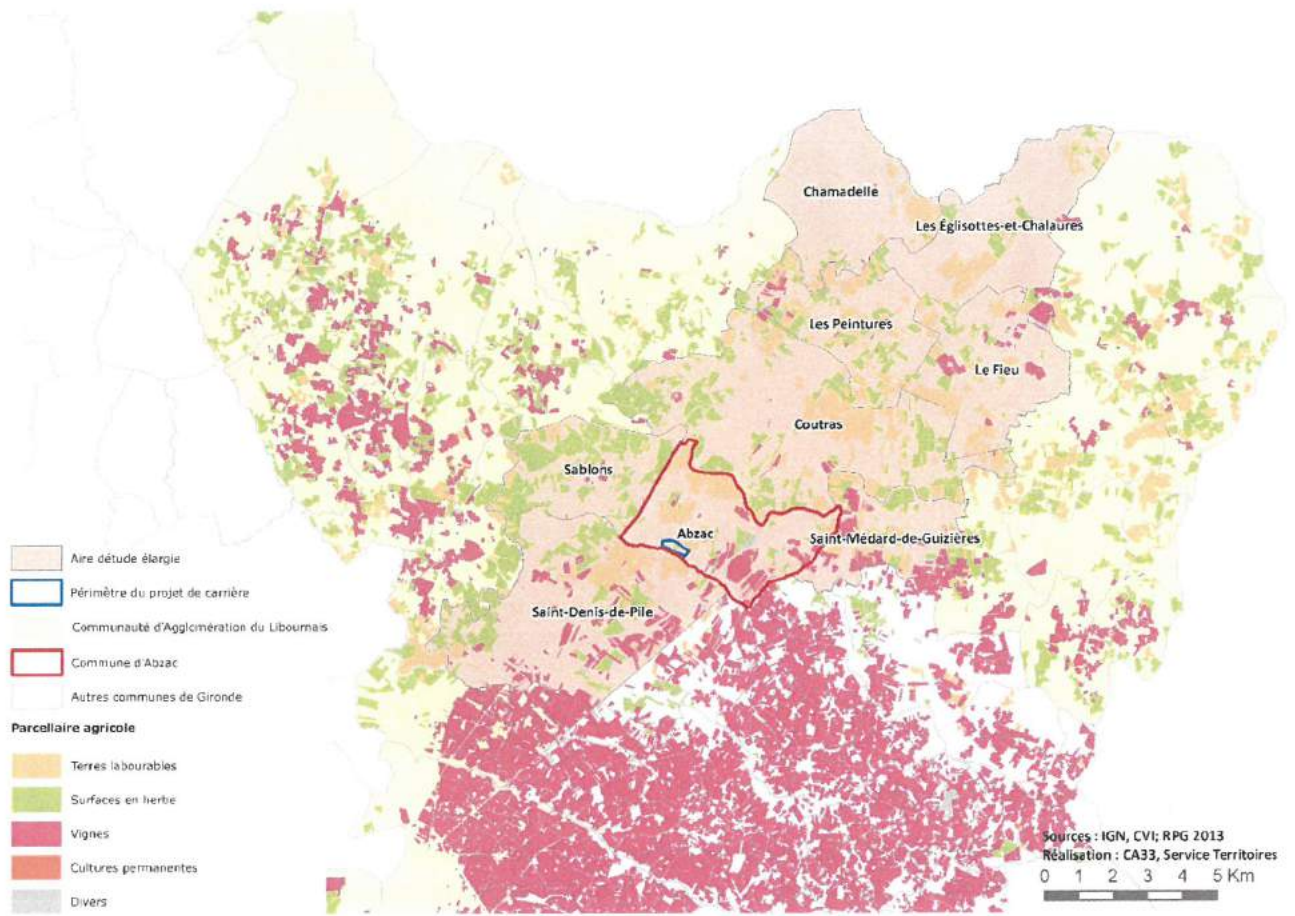 Chamadelle
Les Églisottes-et-Chalaures
Les Peintures
Le Fieu
Coutras
Sablons
Abzac
Saint-Médard-de-Guizières
Saint-Denis-de-Pile
Aire détude élargie
Périmètre du projet de carrière
Communauté d'Agglomération du Libournais
Commune d'Abzac
Autres communes de Gironde
Parcellaire agricole
Terres labourables
Surfaces en herbe
Vignes
Cultures permanentes
Divers
Sources : IGN, CVI; RPG 2013
Réalisation : CA33, Service Territoires
0 1 2 3 4 5 Km